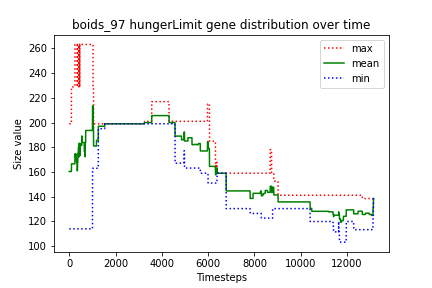 boids_97 hungerLimit gene distribution over time
max
mean
min
Size value
260
240
220
200
180
160
140
120
100
0
2000
4000
6000
8000
10000
12000
Timesteps